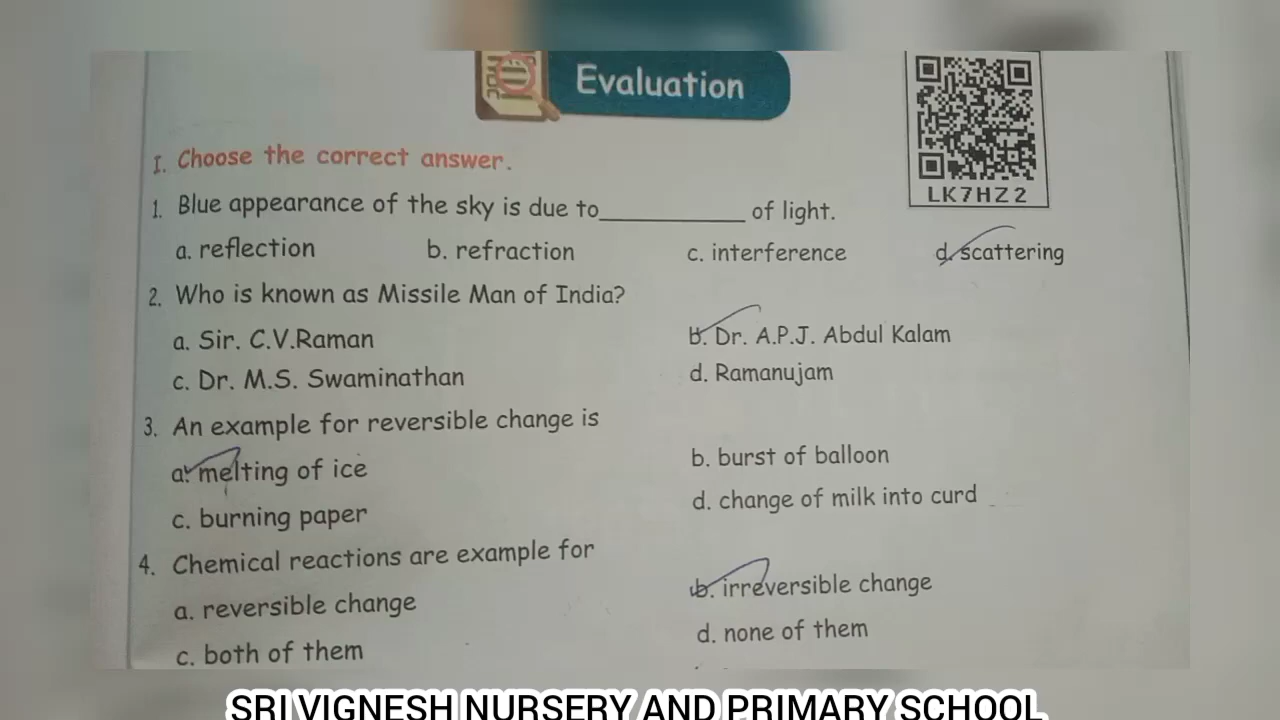 Evaluation
LK7HZ2
I. Choose the correct answer.
1. Blue appearance of the sky is due to__________ of light.
a. reflection b. refraction c. interference d. scattering
2. Who is known as Missile Man of India?
a. Sir. C.V.Raman b. Dr. A.P.J. Abdul Kalam
c. Dr. M.S. Swaminathan d. Ramanujam
3. An example for reversible change is
a. melting of ice b. burst of balloon
c. burning paper d. change of milk into curd
4. Chemical reactions are example for
a. reversible change b. irreversible change
c. both of them d. none of them
SRI VIGNESH NURSERY AND PRIMARY SCHOOL